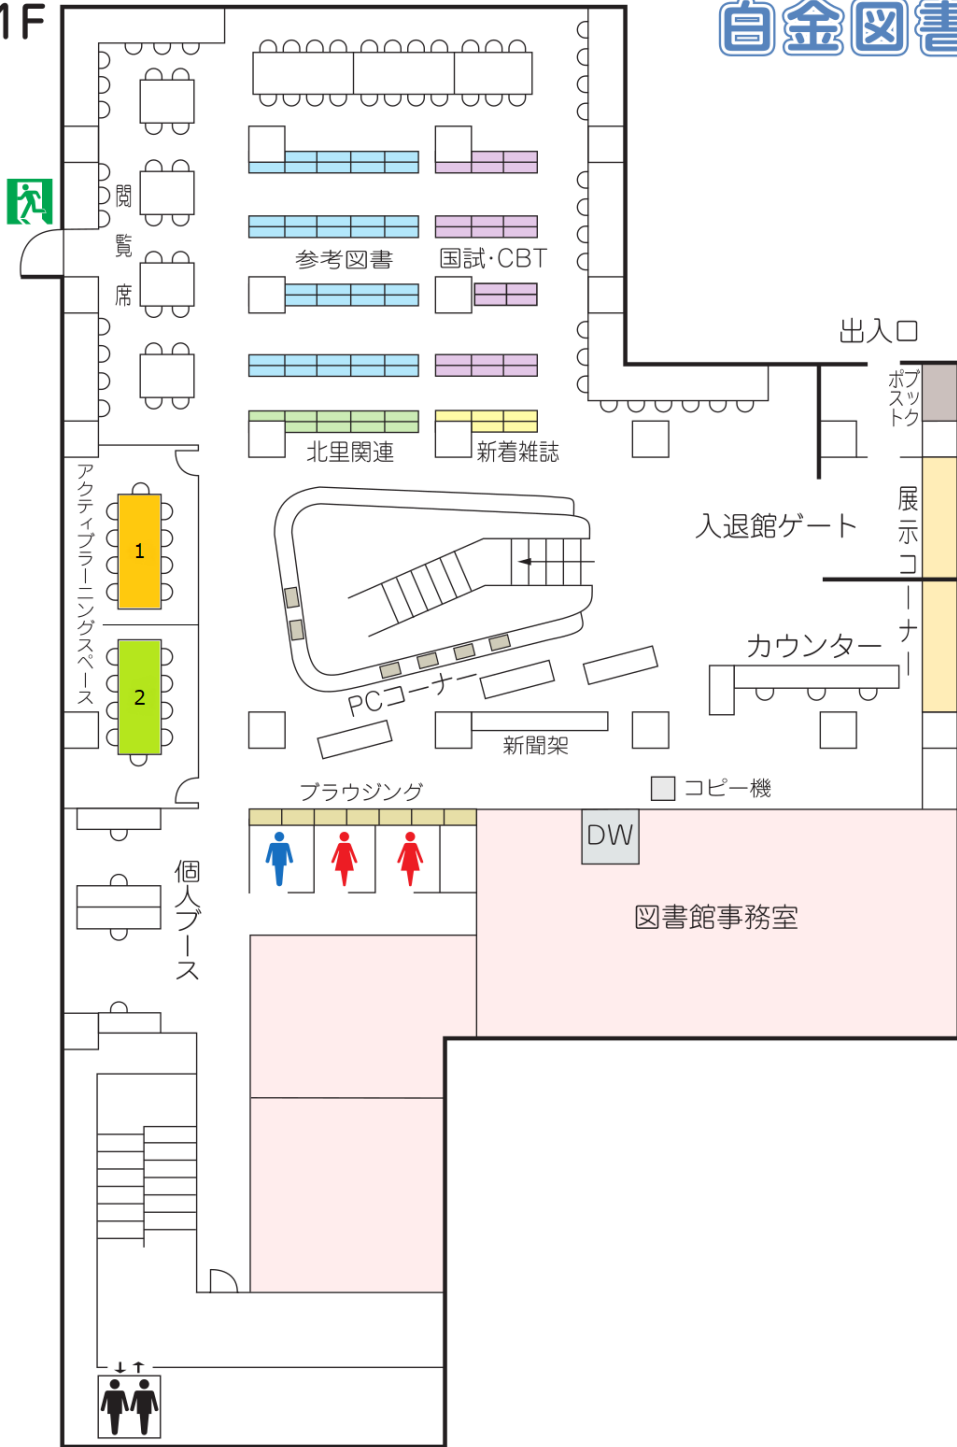 1F
白金図書
閲覧席
参考図書
国試・CBT
出入口
ブックポスト
北里関連
新着雑誌
アクティブラーニングスペース
1
入退館ゲート
展示コーナー
2
カウンター
PCコーナー
新聞架
コピー機
ブラウジング
DW
個人ブース
図書館事務室